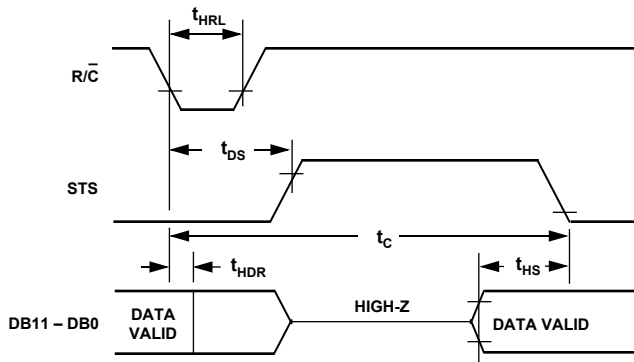 tHRL
R/C̅
tDS
STS
tC
tHDR
tHS
DB11 – DB0
DATA VALID
HIGH-Z
DATA VALID